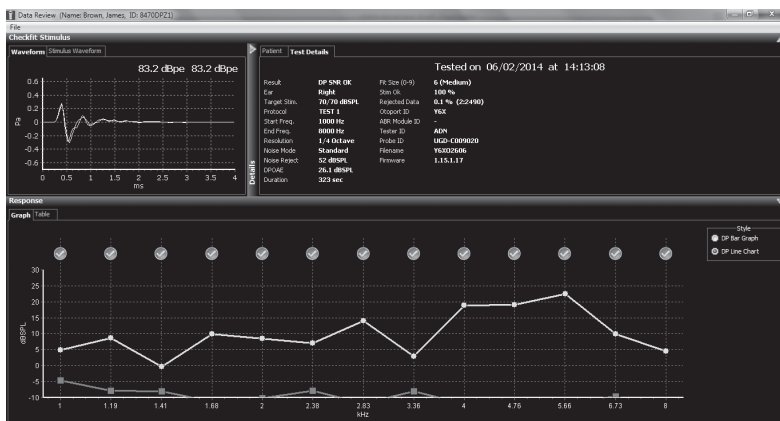 Data Review (Name: Brown, James, ID: 8470DPZ1)
File
Checkfit Stimulus
Waveform Stimulus Waveform
83.2 dBpe 83.2 dBpe
0.6
0.4
0.2
0
-0.2
-0.4
-0.6
Pa
0 0.5 1 1.5 2 2.5 3 3.5 4
ms
Details
Patient Test Details
Tested on 06/02/2014 at 14:13:08
Result DP SNR OK Fit Size (0-9) 6 (Medium)
Ear Right Stim Ok 100 %
Target Stim. 70/70 dBSPL Rejected Data 0.1 % (2:2490)
Protocol TEST 1 Otoport ID Y6X
Start Freq. 1000 Hz ABR Module ID -
End Freq. 8000 Hz Tester ID ADN
Resolution 1/4 Octave Probe ID UGD-C009020
Noise Mode Standard Filename Y6X02606
Noise Reject 52 dBSPL Firmware 1.15.1.17
DPOAE 26.1 dBSPL
Duration 323 sec
Response
Graph Table
Style
DP Bar Graph
DP Line Chart
30
25
20
15
10
5
0
-5
-10
dBSPL
1 1.19 1.41 1.68 2 2.38 2.83 3.36 4 4.76 5.66 6.73 8
kHz